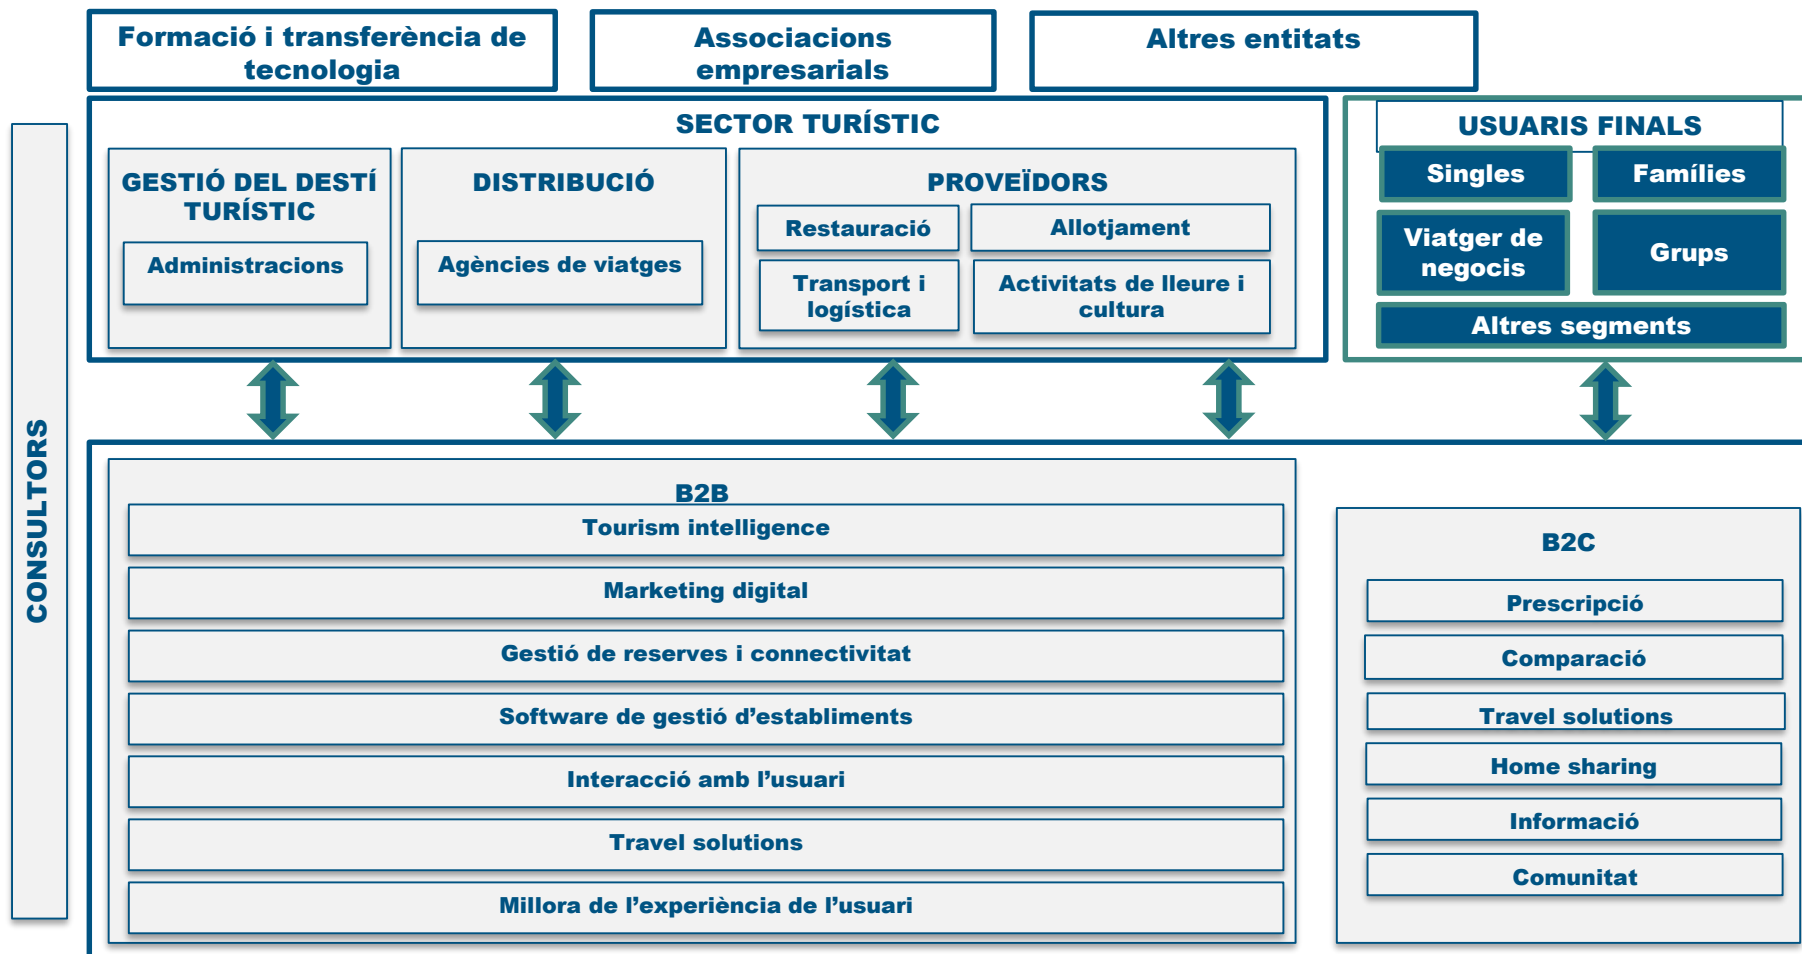 Formació i transferència de
tecnologia
Associacions
empresarials
Altres entitats
CONSULTORS
SECTOR TURÍSTIC
GESTIÓ DEL DESTÍ
TURÍSTIC
Administracions
DISTRIBUCIÓ
Agències de viatges
PROVEÏDORS
Restauració
Allotjament
Transport i
logística
Activitats de lleure i
cultura
USUARIS FINALS
Singles
Famílies
Viatger de
negocis
Grups
Altres segments
B2B
Tourism intelligence
Marketing digital
Gestió de reserves i connectivitat
Software de gestió d’establiments
Interacció amb l’usuari
Travel solutions
Millora de l’experiència de l’usuari
B2C
Prescripció
Comparació
Travel solutions
Home sharing
Informació
Comunitat